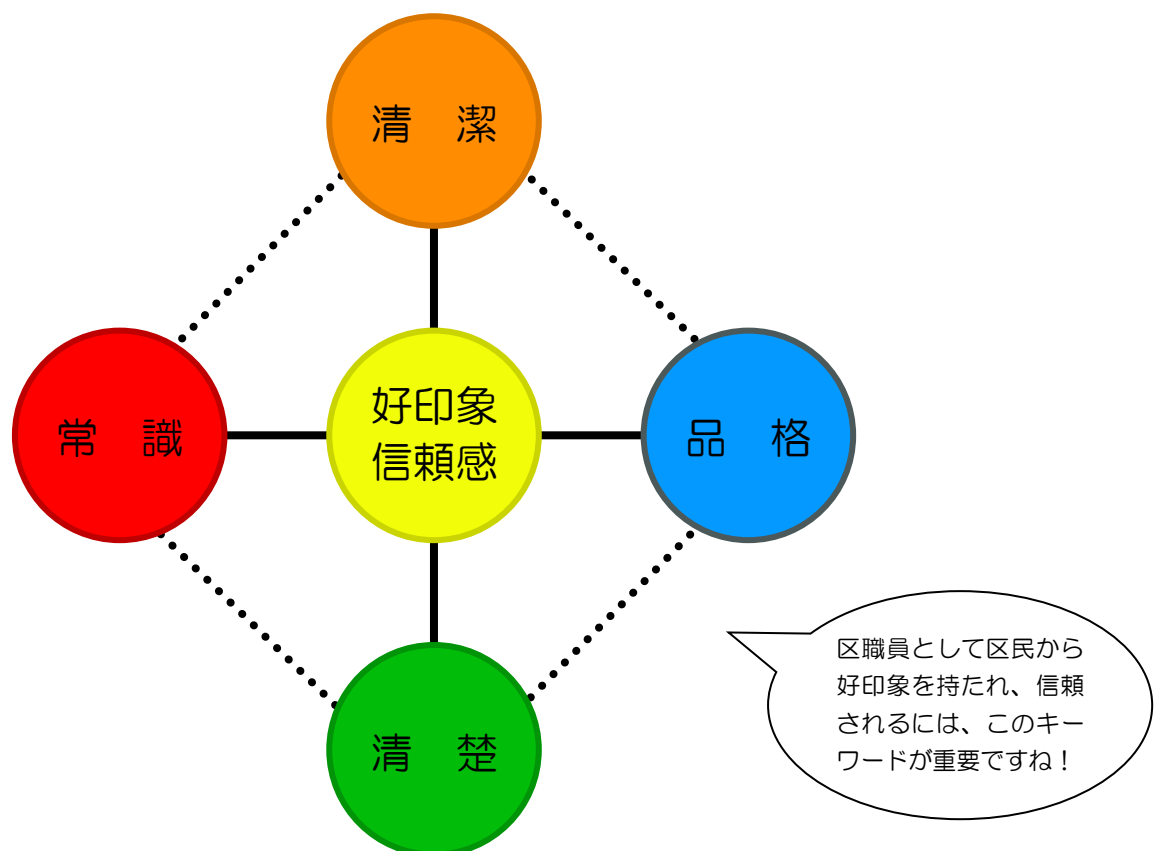 清　潔
常　識
好印象
信頼感
品　格
清　楚
区職員として区民から
好印象を持たれ、信頼
されるには、このキー
ワードが重要ですね！